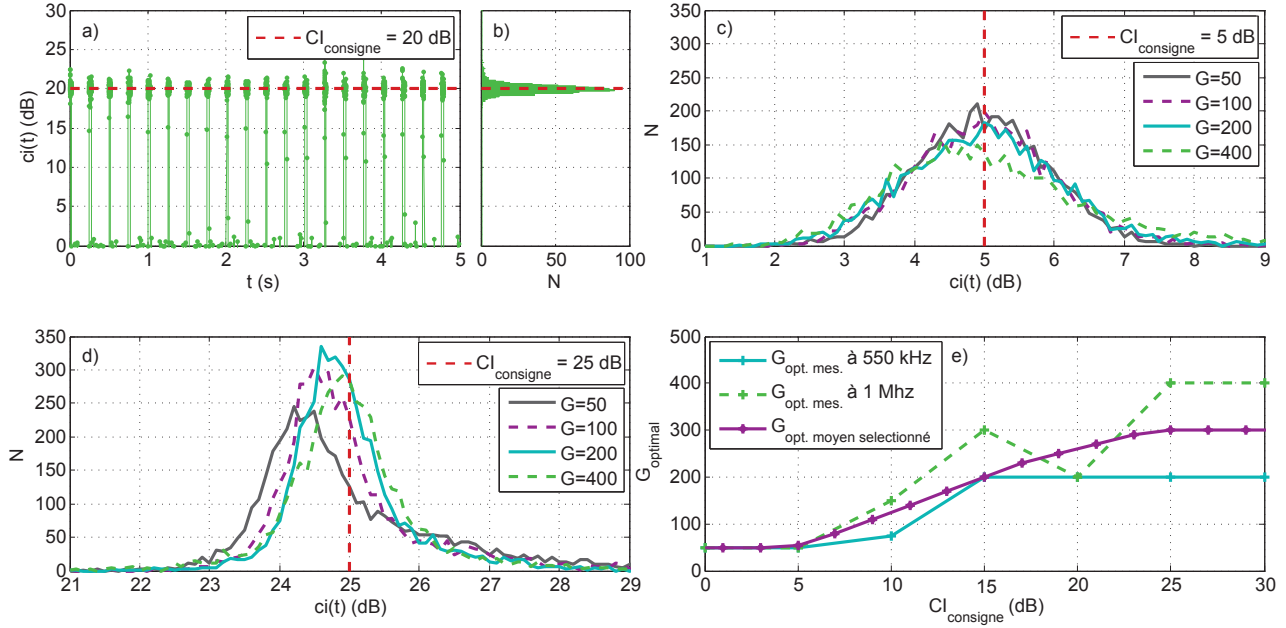 a)
CI_consigne = 20 dB
30
25
20
15
10
5
0
ci(t) (dB)
0 1 2 3 4 5
t (s)
b)
0 50 100
N
c)
CI_consigne = 5 dB
G=50
G=100
G=200
G=400
350
300
250
200
150
100
50
0
N
1 2 3 4 5 6 7 8 9
ci(t) (dB)
d)
CI_consigne = 25 dB
G=50
G=100
G=200
G=400
350
300
250
200
150
100
50
0
N
21 22 23 24 25 26 27 28 29
ci(t) (dB)
e)
G_opt. mes. à 550 kHz
G_opt. mes. à 1 Mhz
G_opt. moyen selectionné
500
400
300
200
100
0
G_optimal
0 5 10 15 20 25 30
CI_consigne (dB)